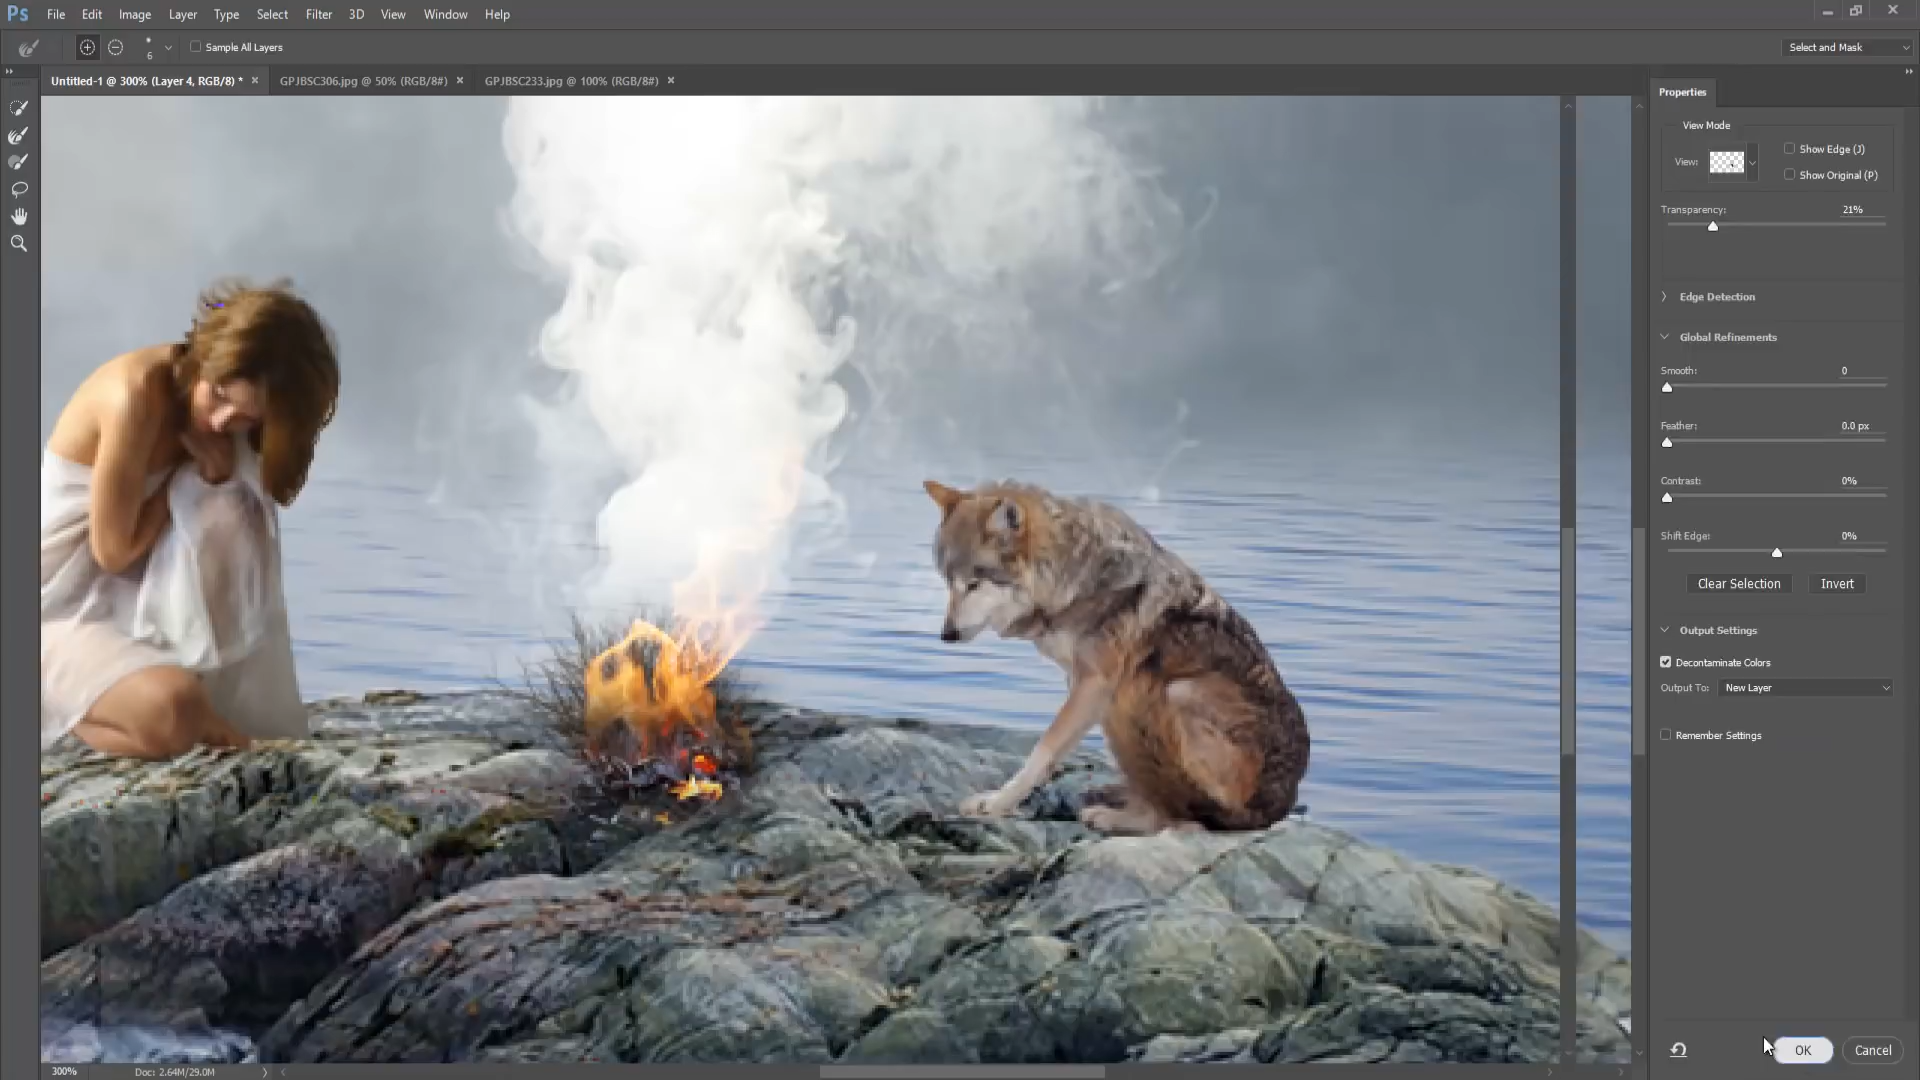 Ps File Edit Image Layer Type Select Filter 3D View Window Help
6 Sample All Layers Select and Mask
Untitled-1 @ 300% (Layer 4, RGB/8) * × GPJBSC306.jpg @ 50% (RGB/8#) × GPJBSC233.jpg @ 100% (RGB/8#) ×
Properties
View Mode
View:
Show Edge (J)
Show Original (P)
Transparency: 21%
Edge Detection
Global Refinements
Smooth: 0
Feather: 0.0 px
Contrast: 0%
Shift Edge: 0%
Clear Selection Invert
Output Settings
Decontaminate Colors
Output To: New Layer
Remember Settings
OK Cancel
300% Doc: 2.64M/29.0M